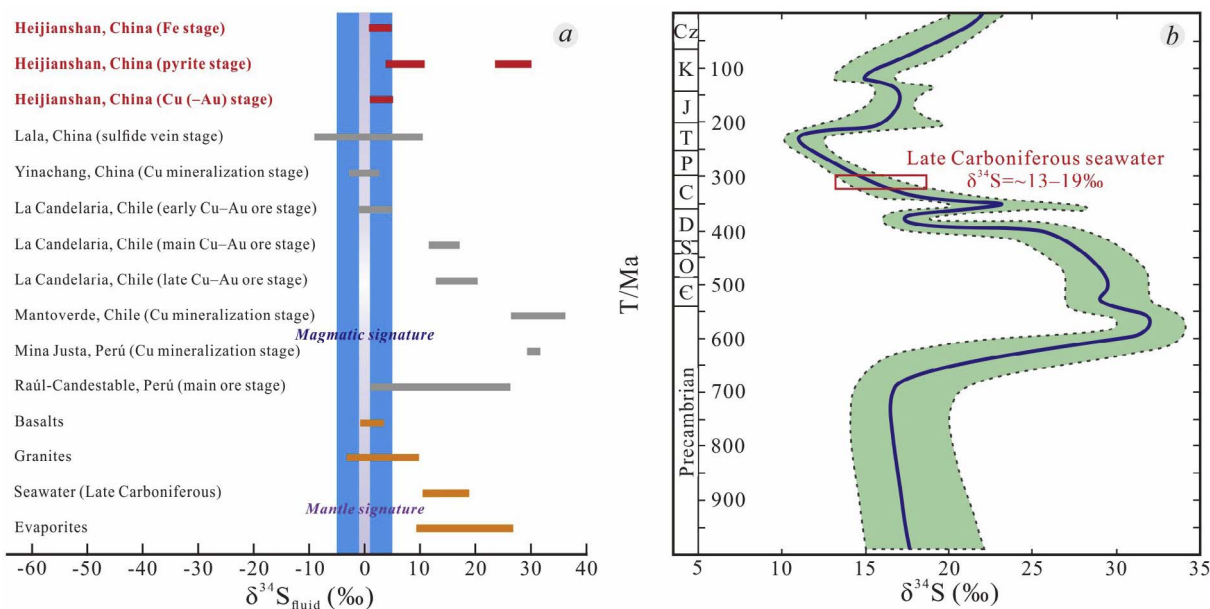 a
Heijianshan, China (Fe stage)
Heijianshan, China (pyrite stage)
Heijianshan, China (Cu (–Au) stage)
Lala, China (sulfide vein stage)
Yinachang, China (Cu mineralization stage)
La Candelaria, Chile (early Cu–Au ore stage)
La Candelaria, Chile (main Cu–Au ore stage)
La Candelaria, Chile (late Cu–Au ore stage)
Mantoverde, Chile (Cu mineralization stage)
Magmatic signature
Mina Justa, Perú (Cu mineralization stage)
Raúl-Candestable, Perú (main ore stage)
Basalts
Granites
Seawater (Late Carboniferous)
Mantle signature
Evaporites
-60 -50 -40 -30 -20 -10 0 10 20 30 40
δ³⁴S_fluid (‰)
b
T/Ma
Cz
K
J
T
P
C
D
S
O
Є
Precambrian
100
200
300
400
500
600
700
800
900
Late Carboniferous seawater
δ³⁴S=~13–19‰
5 10 15 20 25 30 35
δ³⁴S (‰)